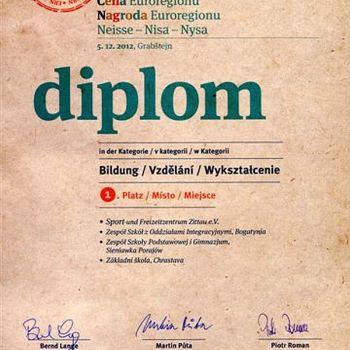 Cena Euroregionu
Nagroda Euroregionu
Neisse – Nisa – Nysa
5. 12. 2012, Grabštejn
diplom
in der Kategorie / v kategorii / w Kategorii
Bildung / Vzdělání / Wykształcenie
1. Platz / Místo / Miejsce
• Sport- und Freizeitzentrum Zittau e.V.
• Zespół Szkół z Oddziałami Integracyjnymi, Bogatynia
• Zespół Szkoły Podstawowej i Gimnazjum,
Sieniawka Porajów
• Základní škola, Chrastava
Bernd Lange
Martin Půta
Piotr Roman